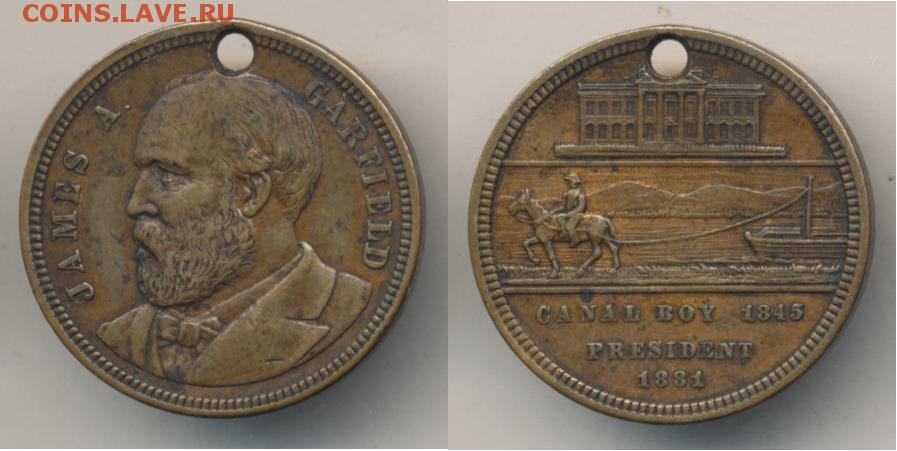 COINS.LAVE.RU
JAMES A. GARFIELD
CANAL BOY 1845
PRESIDENT
1881